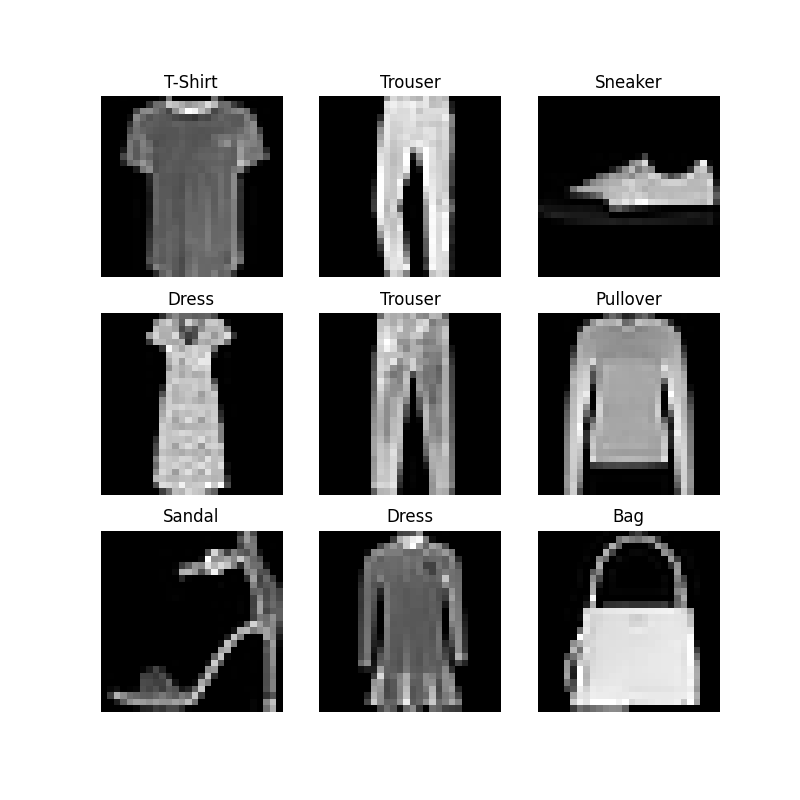 T-Shirt
Trouser
Sneaker
Dress
Trouser
Pullover
Sandal
Dress
Bag